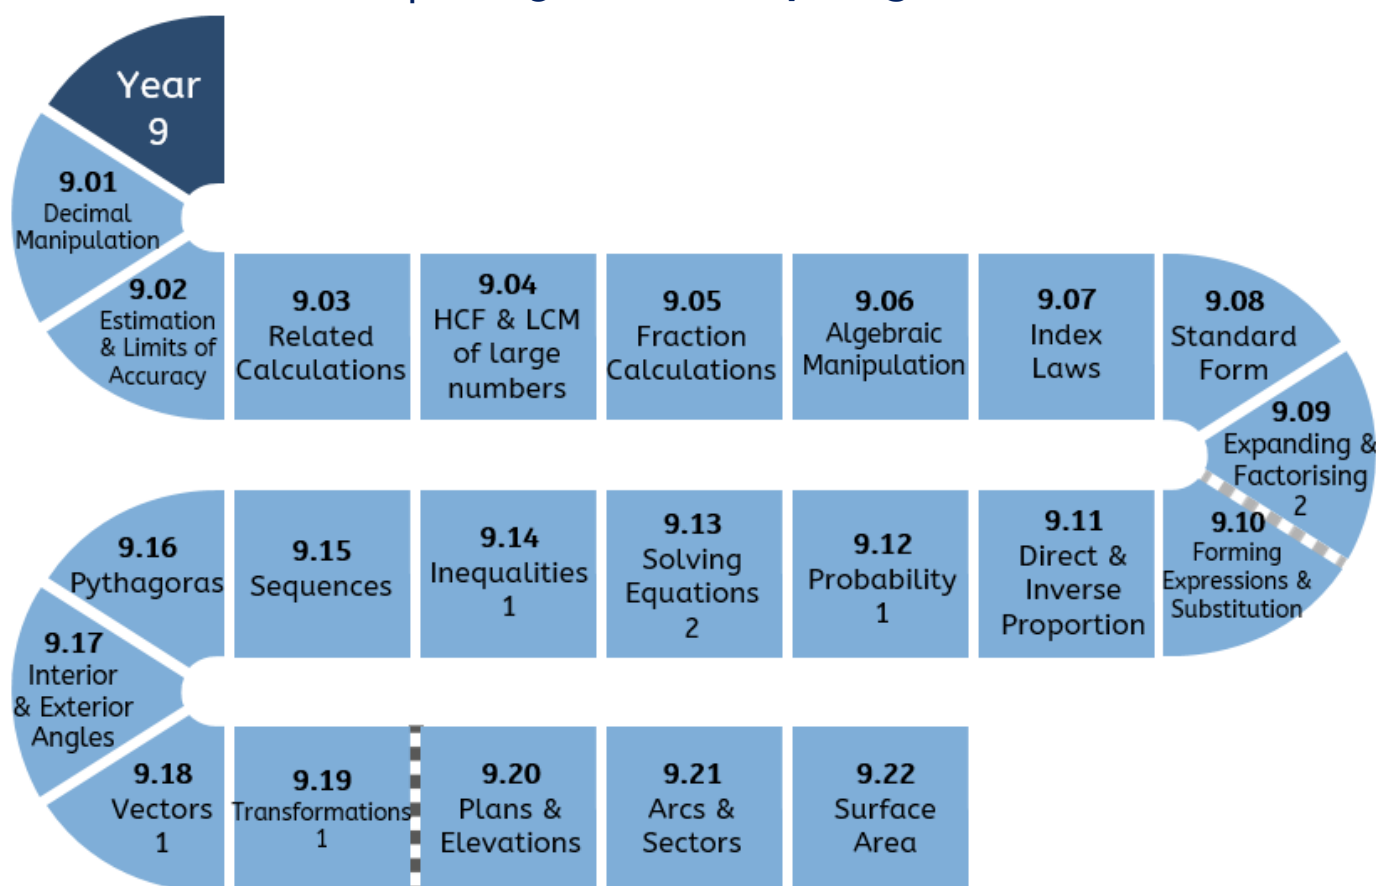 Year
9
9.01
Decimal
Manipulation
9.02
Estimation
& Limits of
Accuracy
9.03
Related
Calculations
9.04
HCF & LCM
of large
numbers
9.05
Fraction
Calculations
9.06
Algebraic
Manipulation
9.07
Index
Laws
9.08
Standard
Form
9.09
Expanding &
Factorising
2
9.10
Forming
Expressions &
Substitution
9.11
Direct &
Inverse
Proportion
9.12
Probability
1
9.13
Solving
Equations
2
9.14
Inequalities
1
9.15
Sequences
9.16
Pythagoras
9.17
Interior
& Exterior
Angles
9.18
Vectors
1
9.19
Transformations
1
9.20
Plans &
Elevations
9.21
Arcs &
Sectors
9.22
Surface
Area